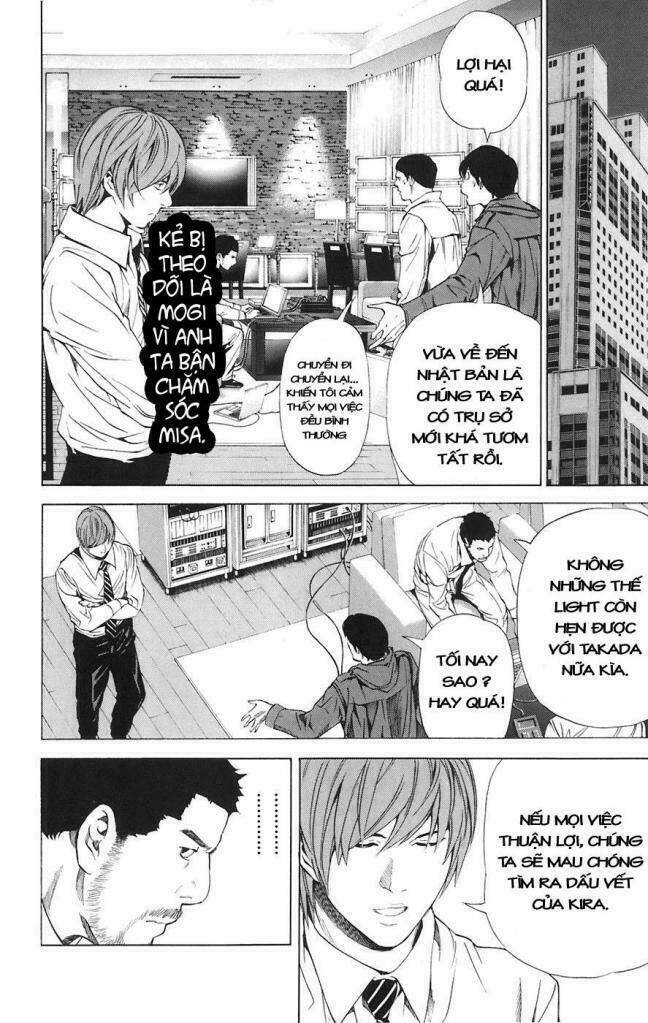 LỢI HẠI
QUÁ!
VỪA VỀ ĐẾN
NHẬT BẢN LÀ
CHÚNG TA ĐÃ
CÓ TRỤ SỞ
MỚI KHÁ TƯƠM
TẤT RỒI.
CHUYỂN ĐI
CHUYỂN LẠI...
KHIẾN TÔI CẢM
THẤY MỌI VIỆC
ĐỀU BÌNH
THƯỜNG
KẺ BỊ
THEO
DÕI LÀ
MOGI
VÌ ANH
TA BẬN
CHĂM
SÓC
MISA.
KHÔNG
NHỮNG THẾ
LIGHT CÒN
HẸN ĐƯỢC
VỚI TAKADA
NỮA KÌA.
TỐI NAY
SAO ?
HAY QUÁ!
NẾU MỌI VIỆC
THUẬN LỢI, CHÚNG
TA SẼ MAU CHÓNG
TÌM RA DẤU VẾT
CỦA KIRA.